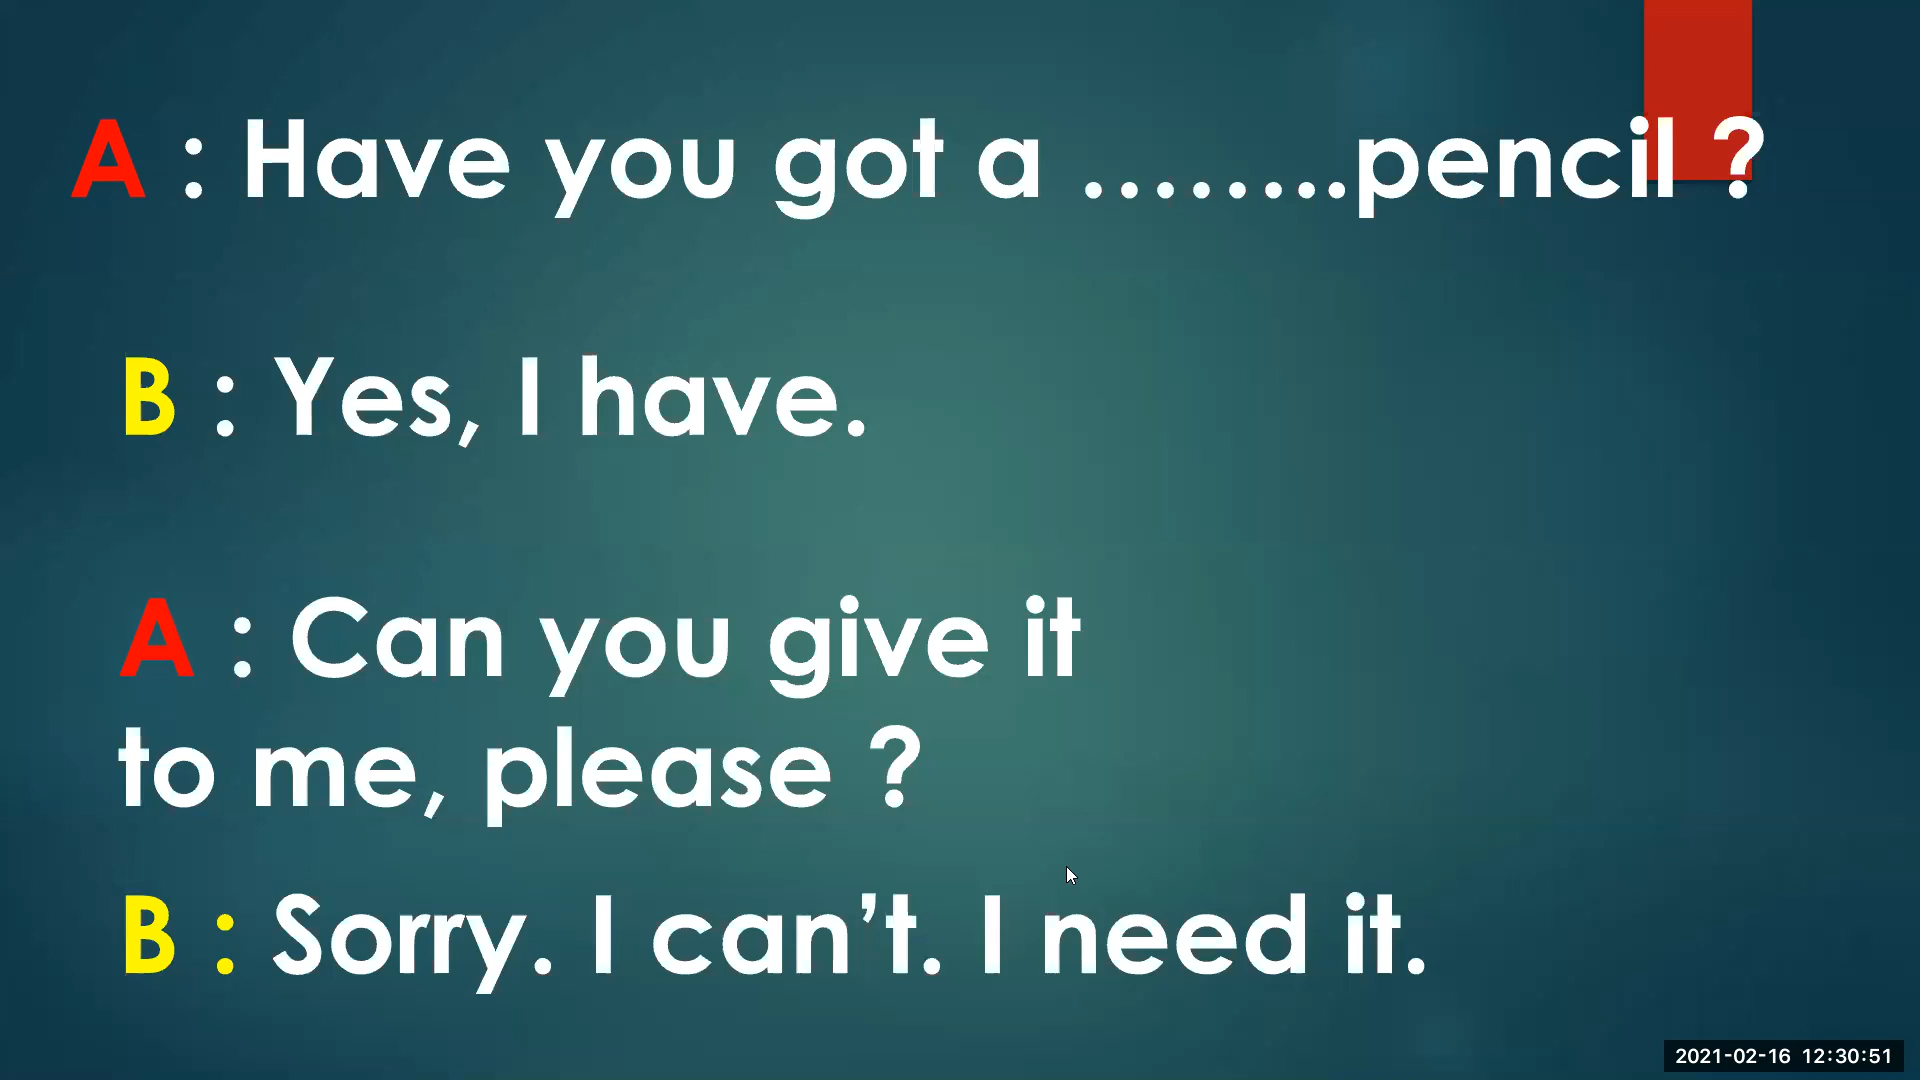 A : Have you got a ........pencil ?
B : Yes, I have.
A : Can you give it
to me, please ?
B : Sorry. I can’t. I need it.
2021-02-16 12:30:51